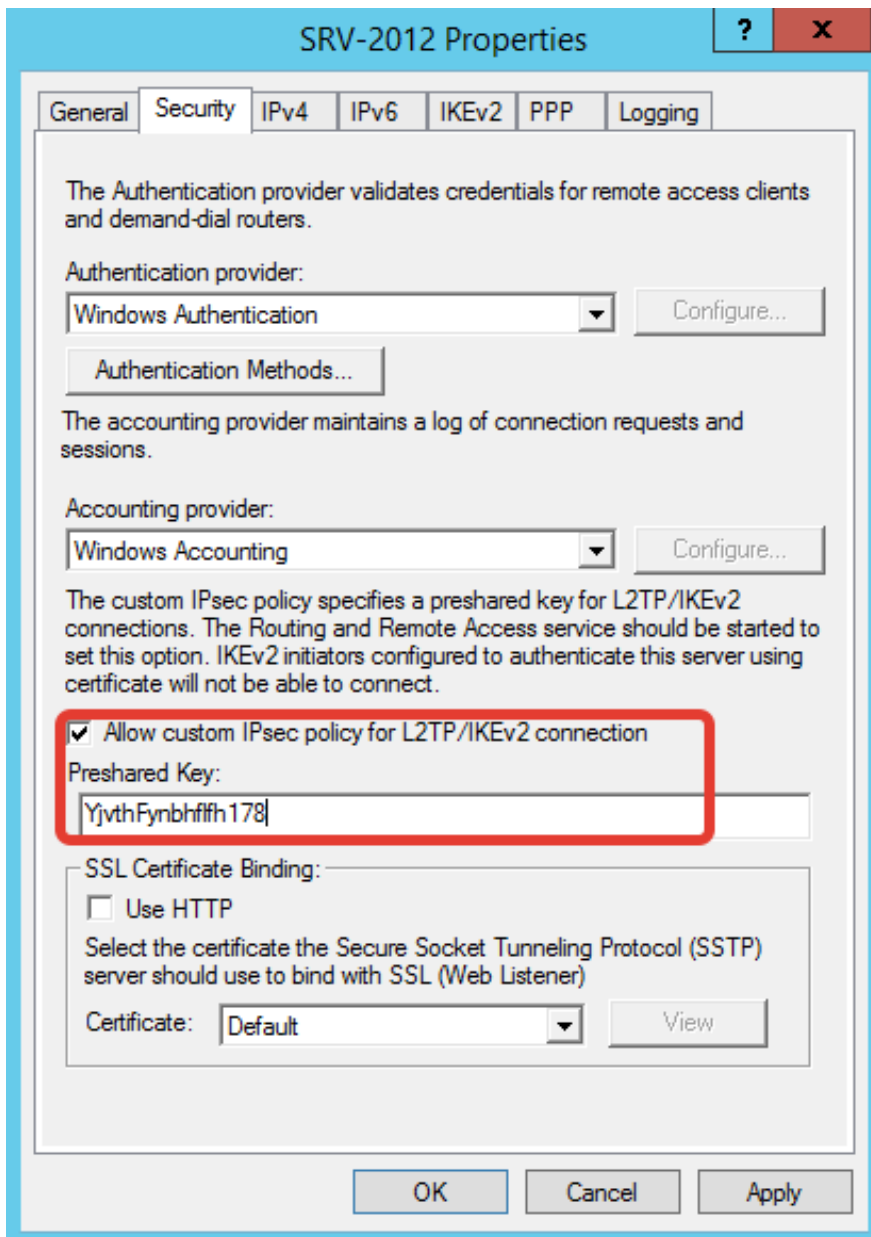 SRV-2012 Properties
?
x
General Security IPv4 IPv6 IKEv2 PPP Logging
The Authentication provider validates credentials for remote access clients
and demand-dial routers.
Authentication provider:
Windows Authentication
Configure...
Authentication Methods...
The accounting provider maintains a log of connection requests and
sessions.
Accounting provider:
Windows Accounting
Configure...
The custom IPsec policy specifies a preshared key for L2TP/IKEv2
connections. The Routing and Remote Access service should be started to
set this option. IKEv2 initiators configured to authenticate this server using
certificate will not be able to connect.
Allow custom IPsec policy for L2TP/IKEv2 connection
Preshared Key:
YjvthFynbhflfh178
SSL Certificate Binding:
Use HTTP
Select the certificate the Secure Socket Tunneling Protocol (SSTP)
server should use to bind with SSL (Web Listener)
Certificate: Default View
OK Cancel Apply